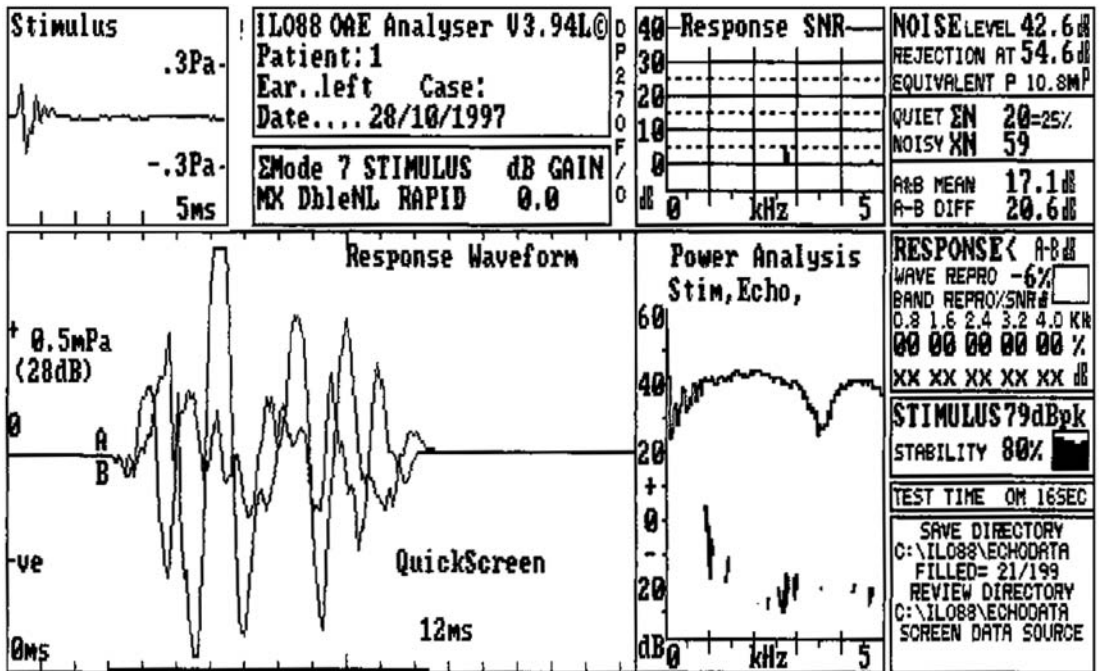 Stimulus
.3Pa-
-.3Pa-
5ms
! ILO88 OAE Analyser V3.94L©
Patient: 1
Ear..left Case:
Date.... 28/10/1997
ΣMode 7 STIMULUS dB GAIN
MX DbleNL RAPID 0.0
DP270F/0
Response SNR
40
30
20
10
0
dB
0 kHz 5
NOISE LEVEL 42.6dB
REJECTION AT 54.6dB
EQUIVALENT P 10.8MP
QUIET ΣN 20=25%
NOISY XN 59
A&B MEAN 17.1dB
A-B DIFF 20.6dB
Response Waveform
+ 0.5mPa
(28dB)
0
A
B
-ve
QuickScreen
12ms
0ms
Power Analysis
Stim,Echo,
60
40
20
+
0
-
20
dB
0 kHz 5
RESPONSE< A-B dB
WAVE REPRO -6%
BAND REPRO%SNR dB
0.8 1.6 2.4 3.2 4.0 KHz
00 00 00 00 00 %
XX XX XX XX XX dB
STIMULUS 79dBpk
STABILITY 80%
TEST TIME 0M 16SEC
SAVE DIRECTORY
C:\ILO88\ECHODATA
FILLED= 21/199
REVIEW DIRECTORY
C:\ILO88\ECHODATA
SCREEN DATA SOURCE